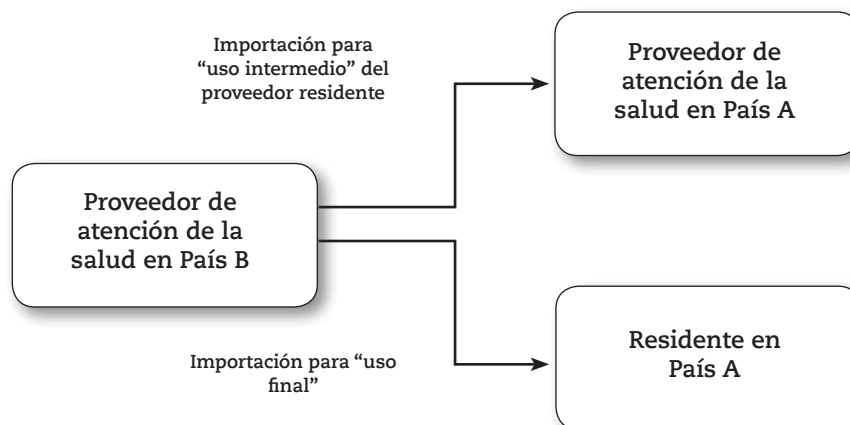 Importación para
“uso intermedio” del
proveedor residente
Proveedor de
atención de la
salud en País A
Proveedor de
atención de la
salud en País B
Importación para “uso
final”
Residente en
País A